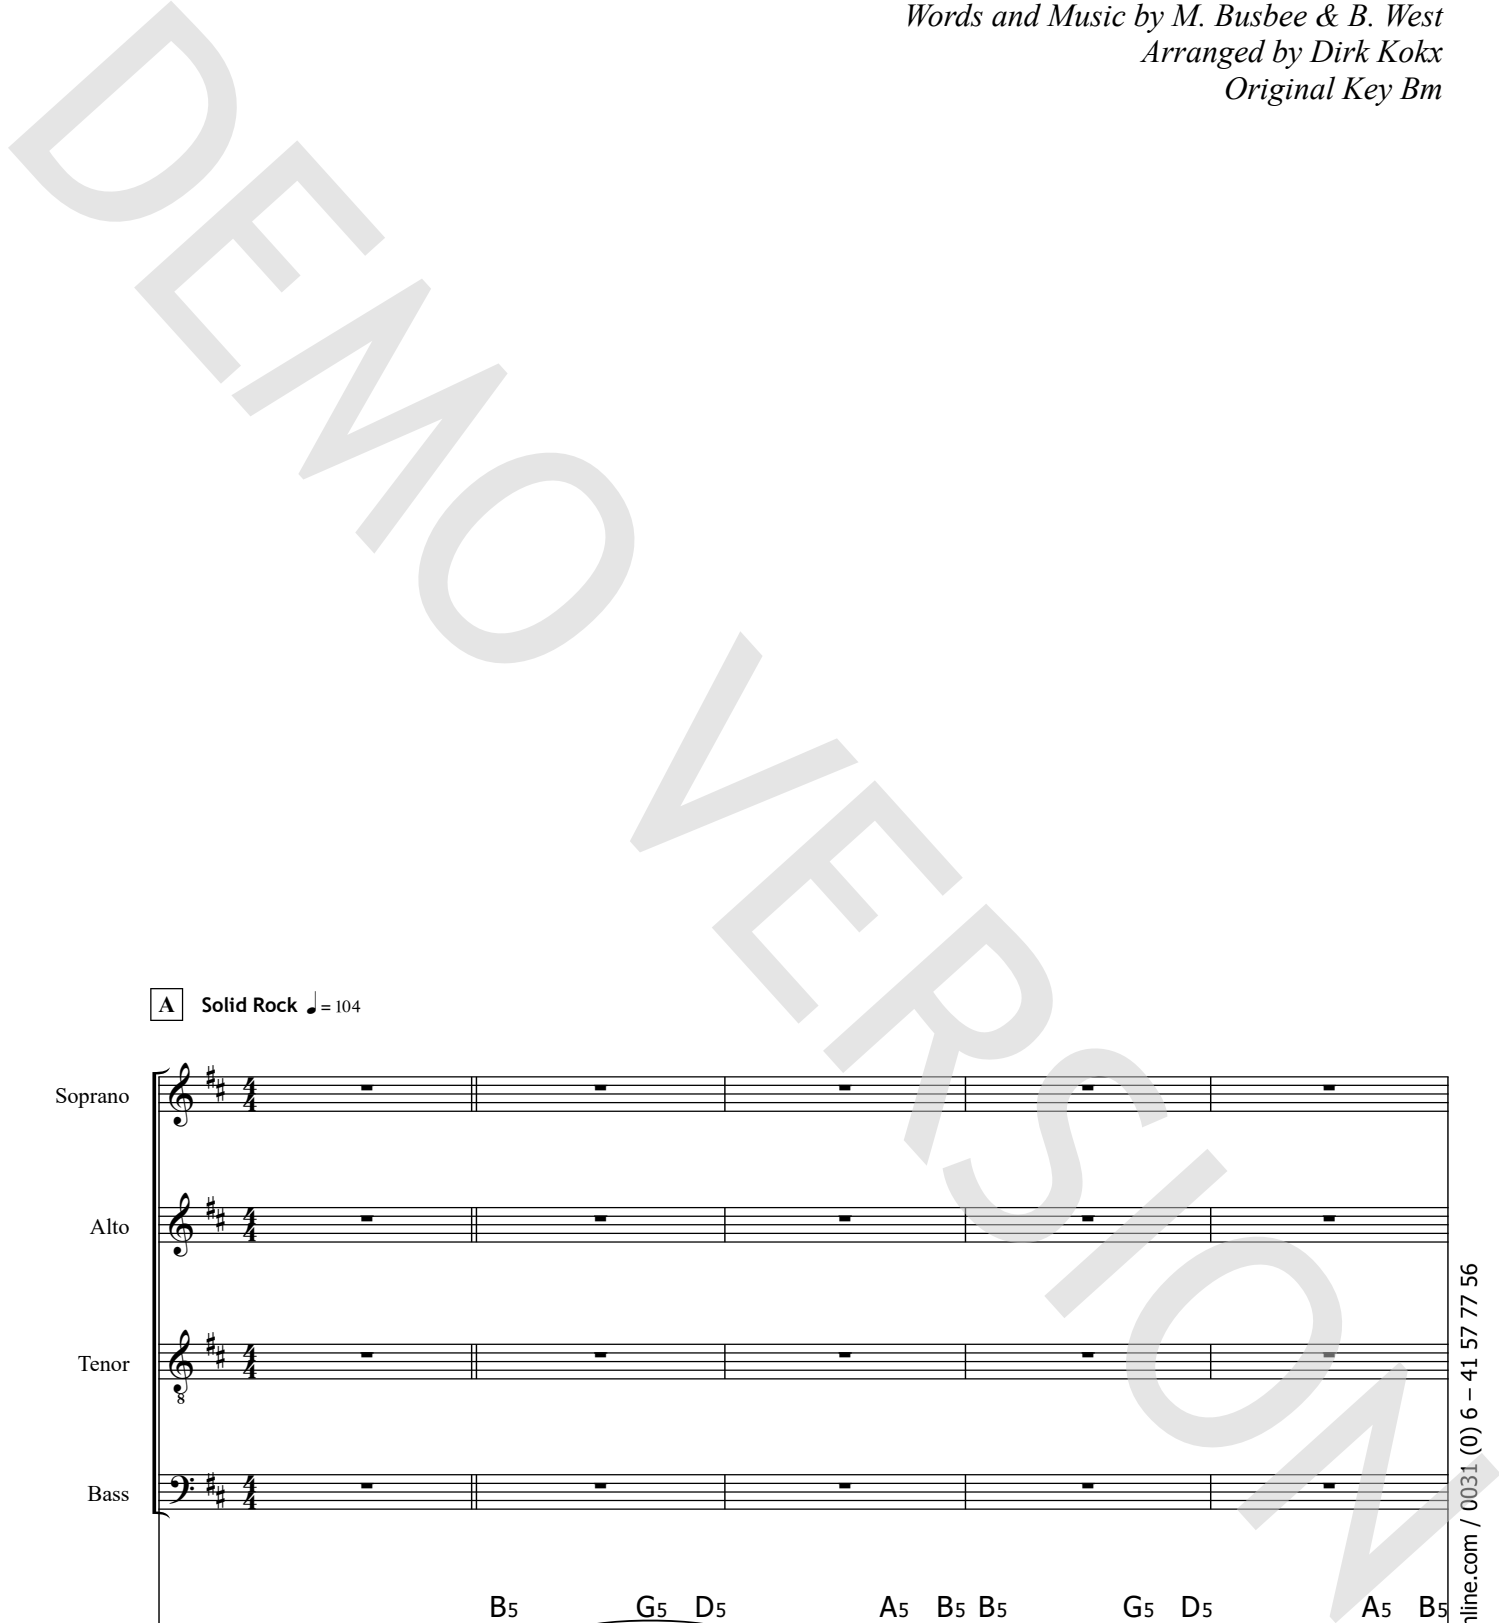 Words and Music by M. Busbee & B. West
Arranged by Dirk Kokx
Original Key Bm
DEMO VERSION
A Solid Rock ♩ = 104
Soprano
Alto
Tenor
8
Bass
B5 G5 D5 A5 B5 B5 G5 D5 A5 B5
.com / 0031 (0) 6 – 41 57 77 56